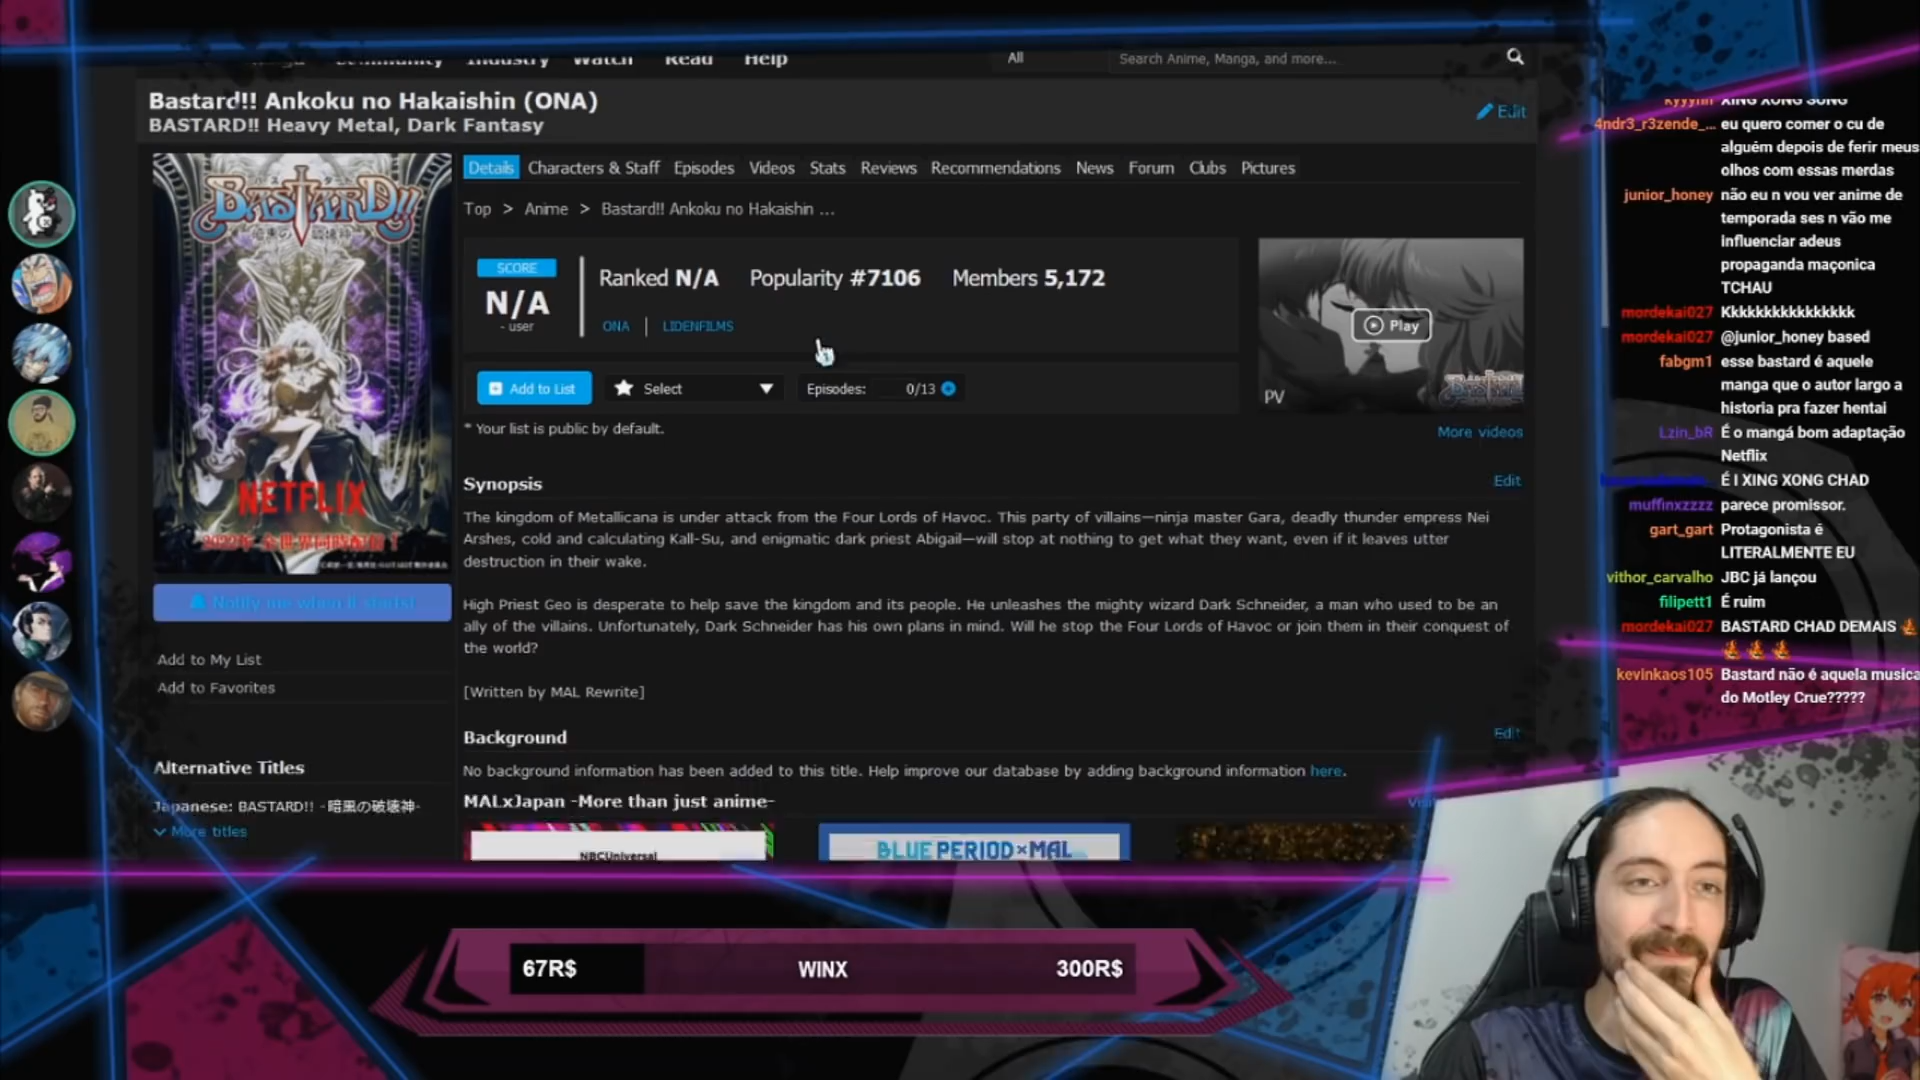 Community Industry Watch Read Help
All Search Anime, Manga, and more...
Bastard!! Ankoku no Hakaishin (ONA)
BASTARD!! Heavy Metal, Dark Fantasy
Edit
Details Characters & Staff Episodes Videos Stats Reviews Recommendations News Forum Clubs Pictures
Top > Anime > Bastard!! Ankoku no Hakaishin ...
BASTARD!!
NETFLIX
SCORE
N/A
- user
Ranked N/A Popularity #7106 Members 5,172
ONA | LIDENFILMS
Play
PV
Add to List Select Episodes: 0/13
* Your list is public by default.
More videos
Synopsis
Edit
The kingdom of Metallicana is under attack from the Four Lords of Havoc. This party of villains—ninja master Gara, deadly thunder empress Nei
Arshes, cold and calculating Kall-Su, and enigmatic dark priest Abigail—will stop at nothing to get what they want, even if it leaves utter
destruction in their wake.
High Priest Geo is desperate to help save the kingdom and its people. He unleashes the mighty wizard Dark Schneider, a man who used to be an
ally of the villains. Unfortunately, Dark Schneider has his own plans in mind. Will he stop the Four Lords of Havoc or join them in their conquest of
the world?
[Written by MAL Rewrite]
Notify me when it starts!
Add to My List
Add to Favorites
Background
Edit
No background information has been added to this title. Help improve our database by adding background information here.
MALxJapan -More than just anime-
NBCUniversal
BLUE PERIOD×MAL
Alternative Titles
Japanese: BASTARD!! -暗黒の破壊神-
More titles
67R$ WINX 300R$
kyyynn XING XONG SONG
4ndr3_r3zende_... eu quero comer o cu de
alguém depois de ferir meus
olhos com essas merdas
junior_honey não eu n vou ver anime de
temporada ses n vão me
influenciar adeus
propaganda maçonica
TCHAU
mordekai027 Kkkkkkkkkkkkkkk
mordekai027 @junior_honey based
fabgm1 esse bastard é aquele
manga que o autor largo a
historia pra fazer hentai
Lzin_bR É o mangá bom adaptação
Netflix
É I XING XONG CHAD
muffinxzzzz parece promissor.
gart_gart Protagonista é
LITERALMENTE EU
vithor_carvalho JBC já lançou
filipett1 É ruim
mordekai027 BASTARD CHAD DEMAIS
kevinkaos105 Bastard não é aquela musica
do Motley Crue?????